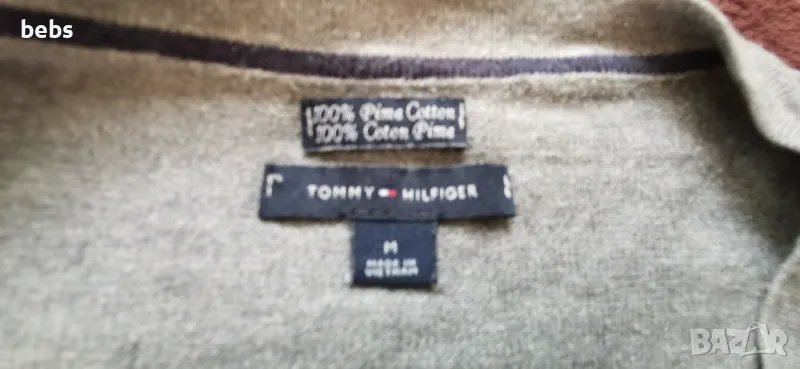 bebs
100% Pima Cotton
100% Coton Pima
TOMMY HILFIGER
M
MADE IN
VIETNAM
BAZAR